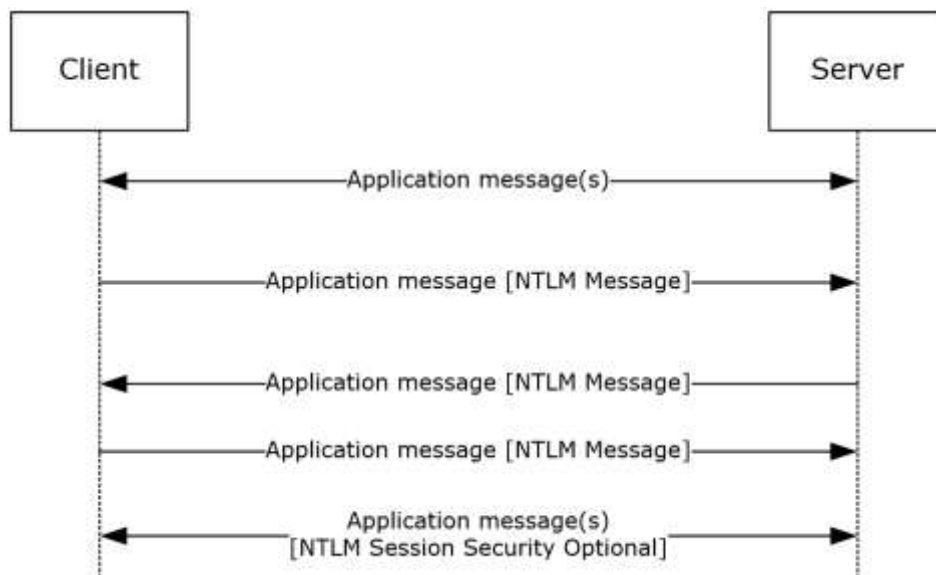 Client
Server
Application message(s)
Application message [NTLM Message]
Application message [NTLM Message]
Application message [NTLM Message]
Application message(s)
[NTLM Session Security Optional]